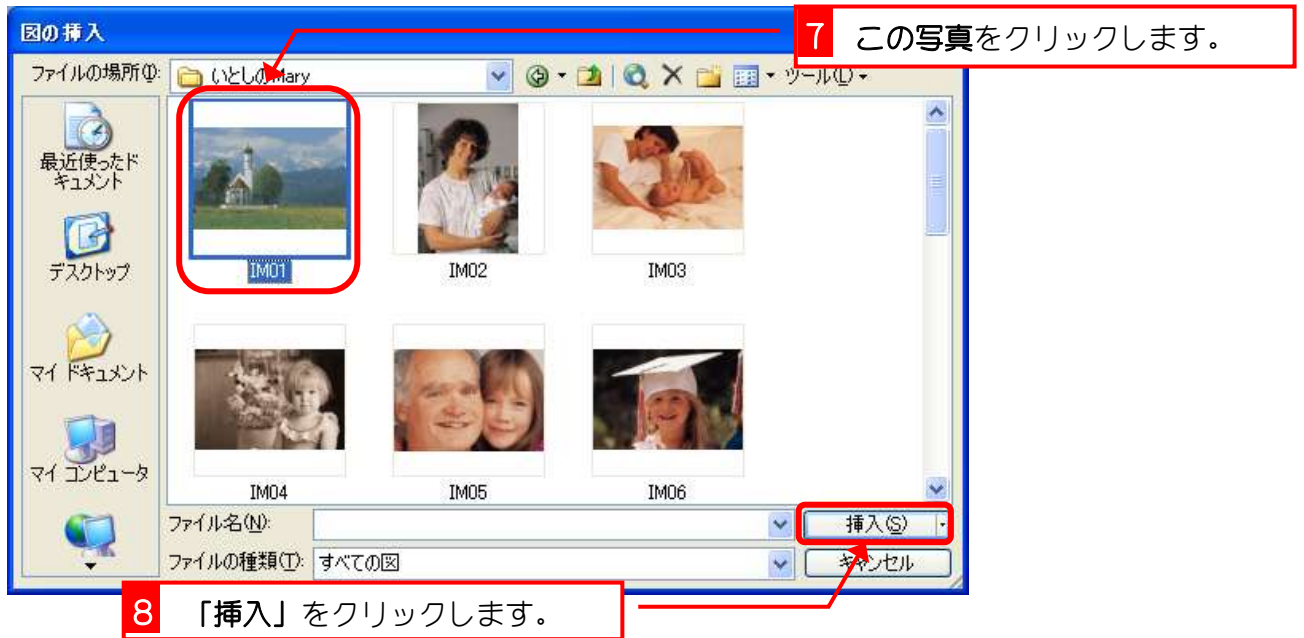 図の挿入
7 この写真をクリックします。
ファイルの場所(I):
いとしのMary
ツール(L)
最近使ったド
キュメント
デスクトップ
マイ ドキュメント
マイ コンピュータ
IM01
IM02
IM03
IM04
IM05
IM06
ファイル名(N):
挿入(S)
ファイルの種類(T):
すべての図
キャンセル
8 「挿入」をクリックします。